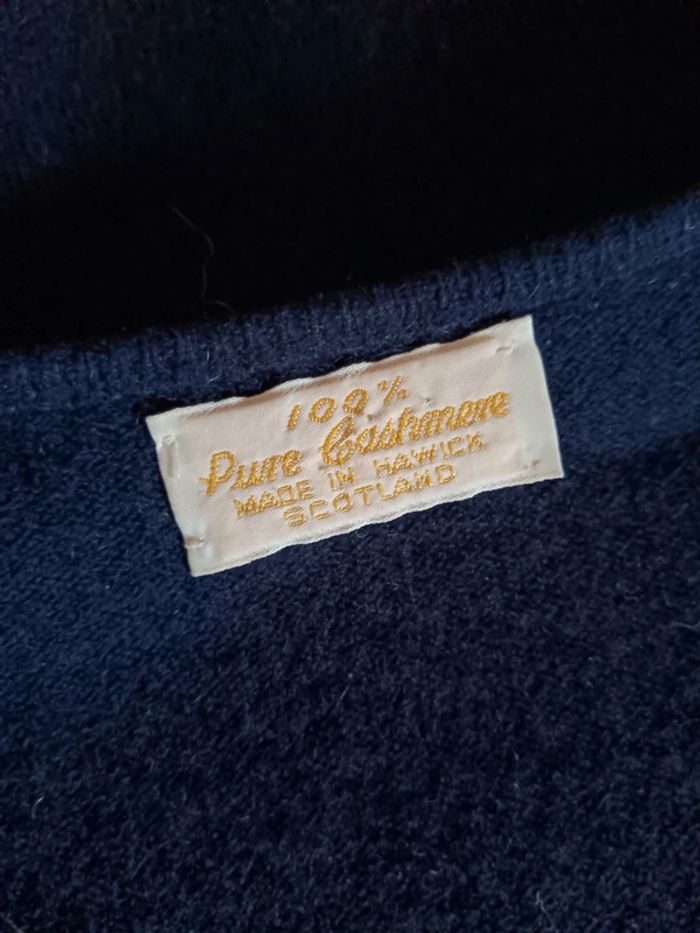 100%
Pure Cashmere
MADE IN HAWICK
SCOTLAND